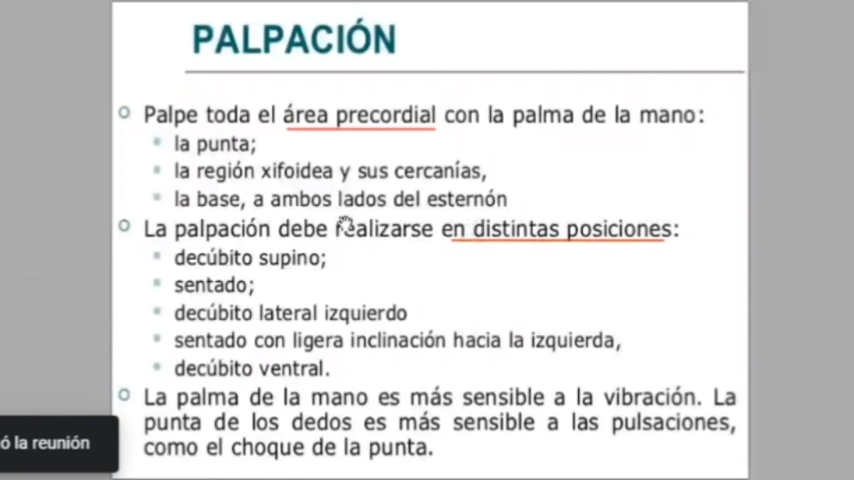 PALPACIÓN
Palpe toda el área precordial con la palma de la mano:
la punta;
la región xifoidea y sus cercanías,
la base, a ambos lados del esternón
La palpación debe realizarse en distintas posiciones:
decúbito supino;
sentado;
decúbito lateral izquierdo
sentado con ligera inclinación hacia la izquierda,
decúbito ventral.
La palma de la mano es más sensible a la vibración. La
punta de los dedos es más sensible a las pulsaciones,
como el choque de la punta.
ó la reunión